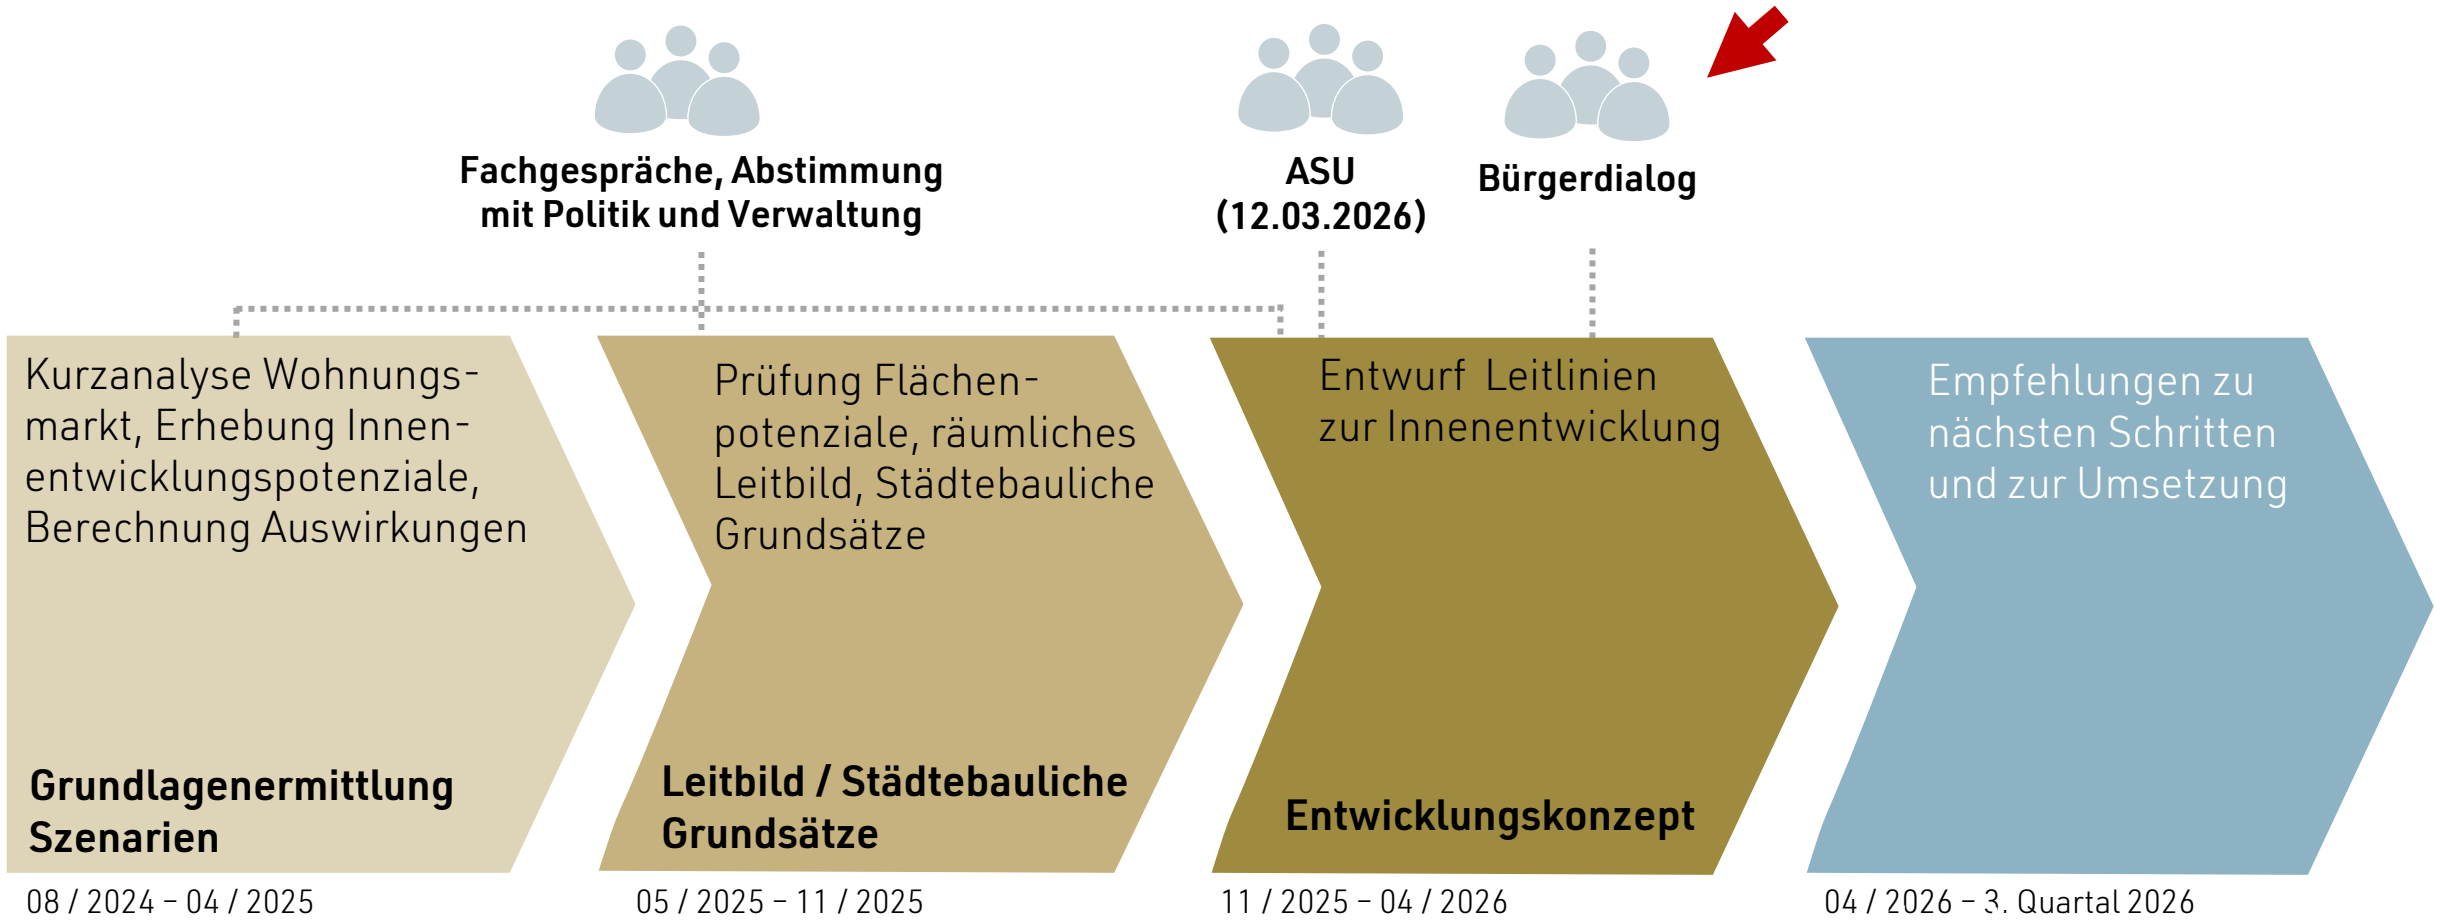 Fachgespräche, Abstimmung
mit Politik und Verwaltung
ASU
(12.03.2026)
Bürgerdialog
Kurzanalyse Wohnungs-
markt, Erhebung Innen-
entwicklungspotenziale,
Berechnung Auswirkungen
Grundlagenermittlung
Szenarien
08 / 2024 – 04 / 2025
Prüfung Flächen-
potenziale, räumliches
Leitbild, Städtebauliche
Grundsätze
Leitbild / Städtebauliche
Grundsätze
05 / 2025 – 11 / 2025
Entwurf Leitlinien
zur Innenentwicklung
Entwicklungskonzept
11 / 2025 – 04 / 2026
Empfehlungen zu
nächsten Schritten
und zur Umsetzung
04 / 2026 – 3. Quartal 2026